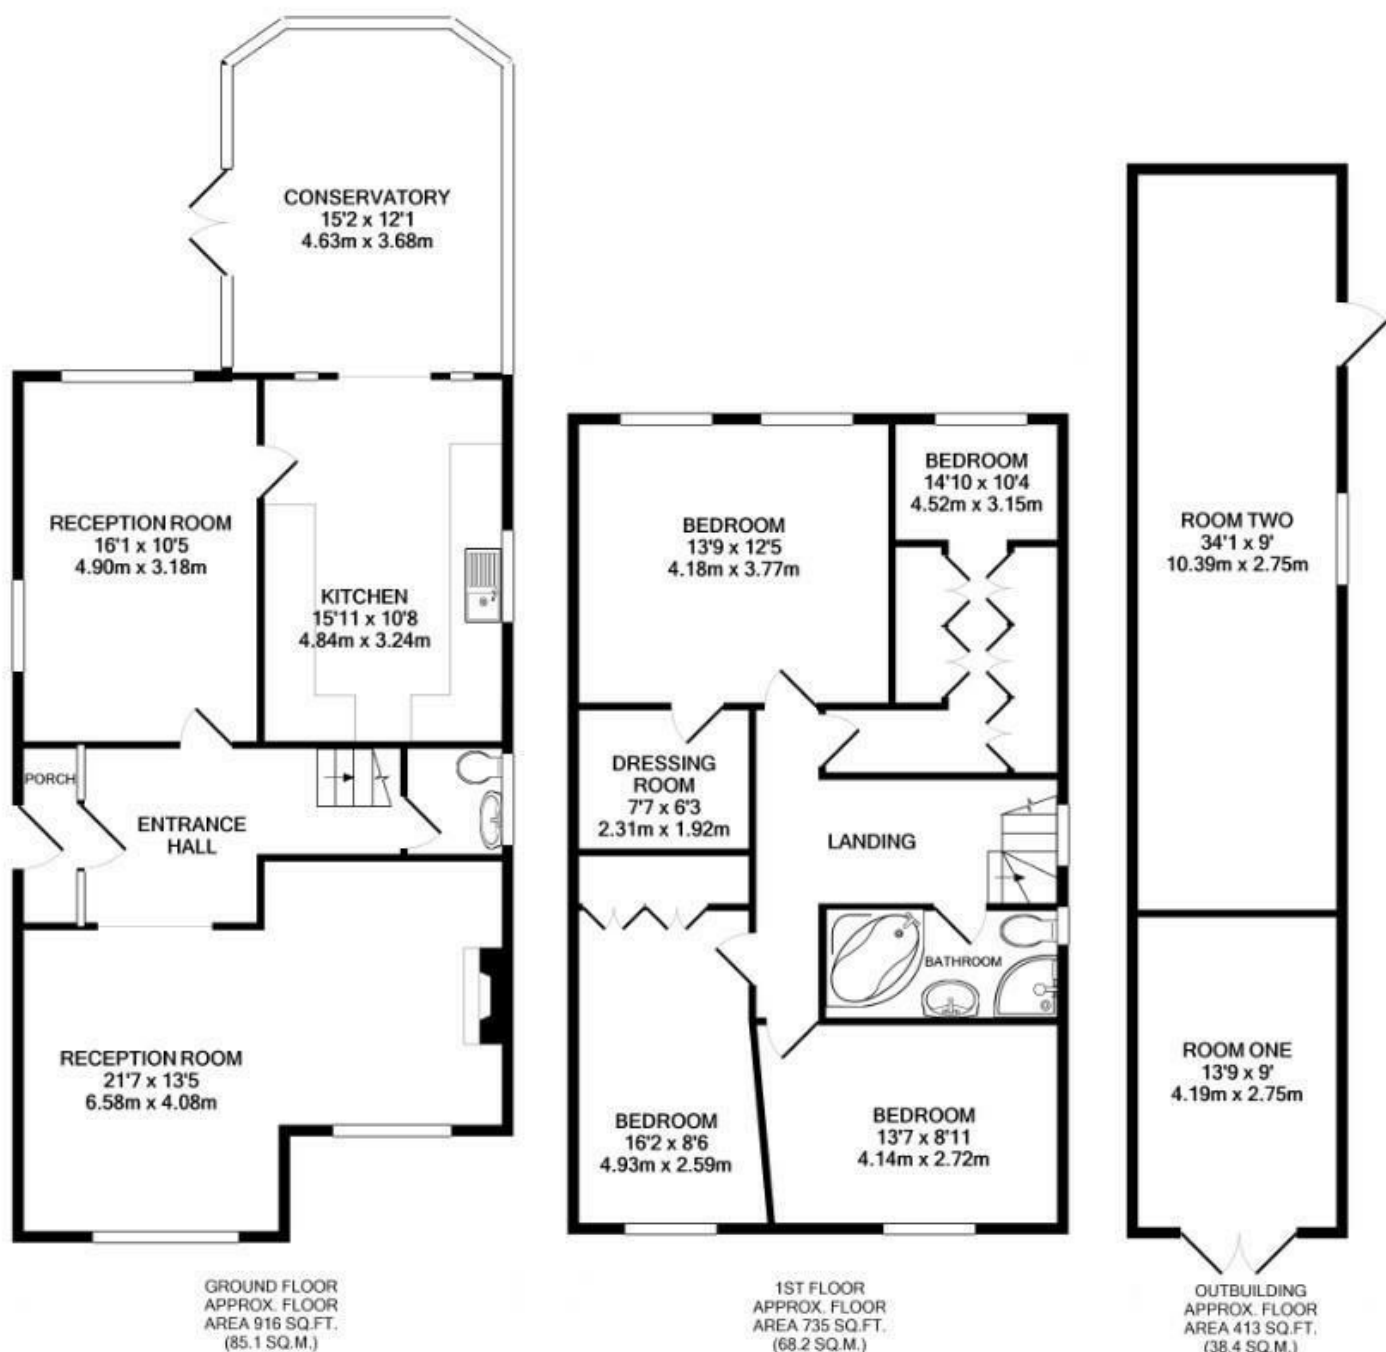 CONSERVATORY
15'2 x 12'1
4.63m x 3.68m
RECEPTION ROOM
16'1 x 10'5
4.90m x 3.18m
KITCHEN
15'11 x 10'8
4.84m x 3.24m
PORCH
ENTRANCE
HALL
RECEPTION ROOM
21'7 x 13'5
6.58m x 4.08m
GROUND FLOOR
APPROX. FLOOR
AREA 916 SQ.FT.
(85.1 SQ.M.)
BEDROOM
13'9 x 12'5
4.18m x 3.77m
BEDROOM
14'10 x 10'4
4.52m x 3.15m
DRESSING
ROOM
7'7 x 6'3
2.31m x 1.92m
LANDING
BATHROOM
BEDROOM
16'2 x 8'6
4.93m x 2.59m
BEDROOM
13'7 x 8'11
4.14m x 2.72m
1ST FLOOR
APPROX. FLOOR
AREA 735 SQ.FT.
(68.2 SQ.M.)
ROOM TWO
34'1 x 9'
10.39m x 2.75m
ROOM ONE
13'9 x 9'
4.19m x 2.75m
OUTBUILDING
APPROX. FLOOR
AREA 413 SQ.FT.
(38.4 SQ.M.)